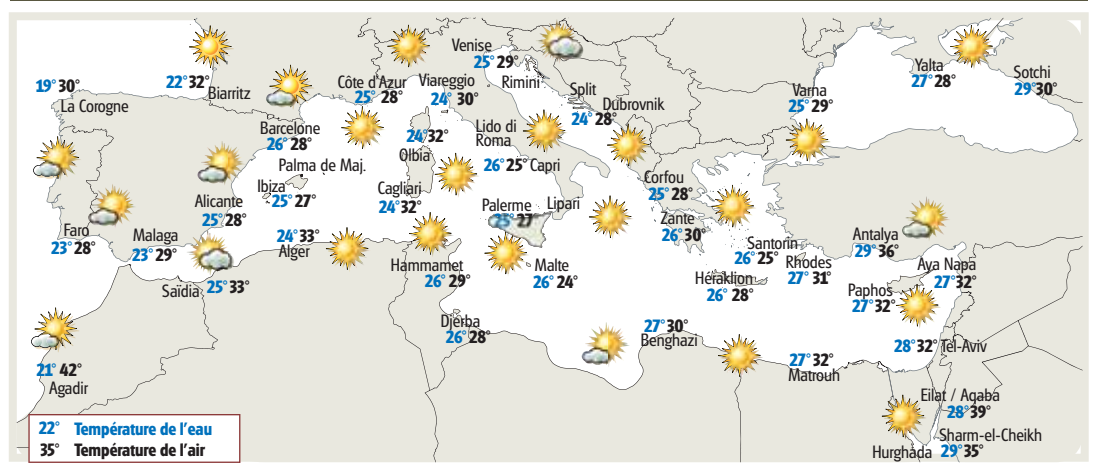 Venise
25° 29°
Rimini
Yalta
27° 28°
Sotchi
29° 30°
19° 30°
La Corogne
22° 32°
Biarritz
Côte d'Azur
25° 28°
Viareggio
24° 30°
Split
24° 28°
Dubrovnik
Varna
25° 29°
Barcelone
26° 28°
24° 32°
Olbia
Lido di
Roma
26° 25° Capri
Palma de Maj.
Ibiza
25° 27°
Cagliari
24° 32°
Corfou
25° 28°
Alicante
25° 28°
Palerme
25° 27°
Lipari
Zante
26° 30°
Faro
23° 28°
Malaga
23° 29°
24° 33°
Alger
Santorin
26° 25°
Rhodes
27° 31°
Antalya
29° 36°
Hammamet
26° 29°
Malte
26° 24°
Héraklion
26° 28°
Aya Napa
27° 32°
Saïdia
25° 33°
Paphos
27° 32°
Djerba
26° 28°
27° 30°
Benghazi
28° 32° Tel-Aviv
21° 42°
Agadir
27° 32°
Matrouh
Eilat / Aqaba
28° 39°
Sharm-el-Cheikh
Hurghada 29° 35°
22° Température de l'eau
35° Température de l'air